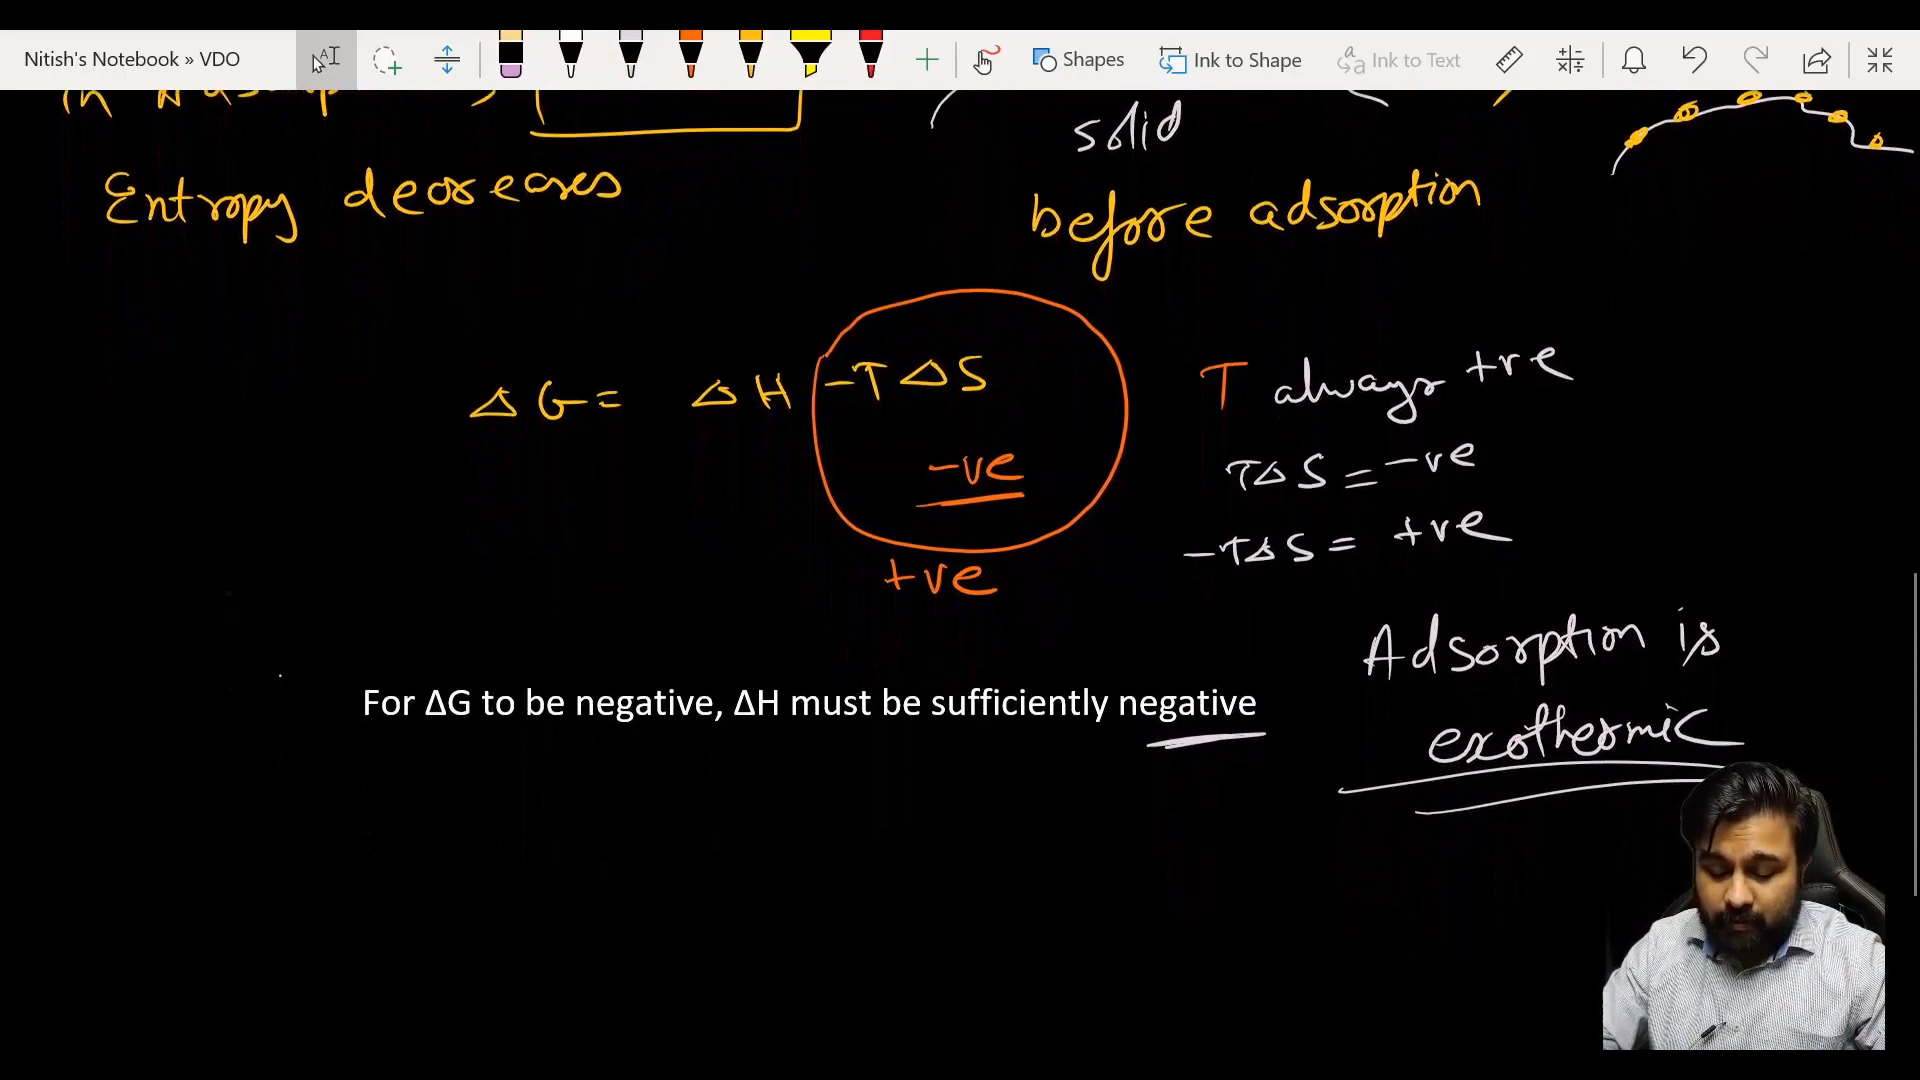 Nitish's Notebook » VDO
Shapes
Ink to Shape
Ink to Text
in
solid
Entropy decreases
before adsorption
ΔG = ΔH -TΔS
-ve
+ve
T always +ve
TΔS = -ve
-TΔS = +ve
Adsorption is
exothermic
For ΔG to be negative, ΔH must be sufficiently negative